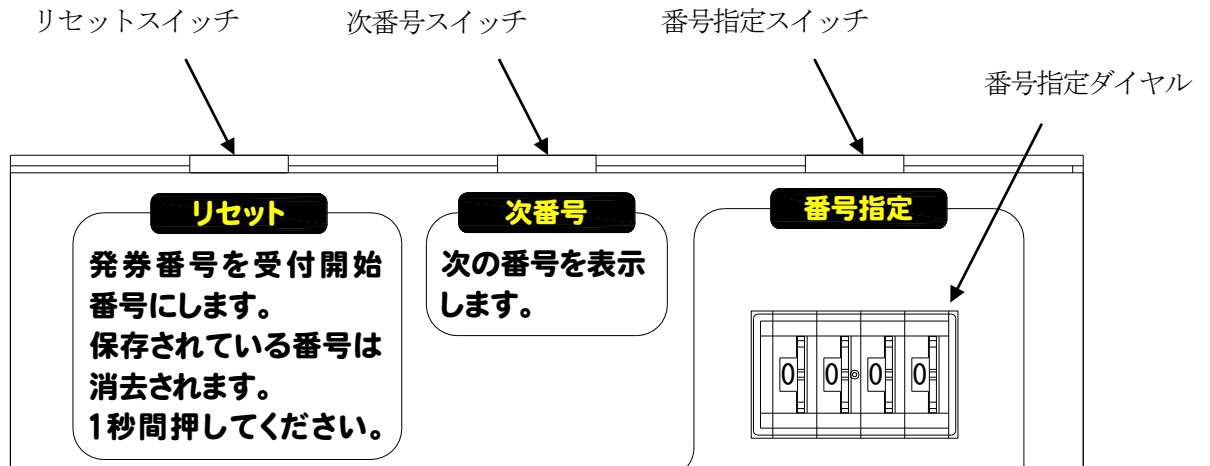 リセットスイッチ
次番号スイッチ
番号指定スイッチ
番号指定ダイヤル
リセット
発券番号を受付開始
番号にします。
保存されている番号は
消去されます。
1秒間押してください。
次番号
次の番号を表示
します。
番号指定
0 0 0 0